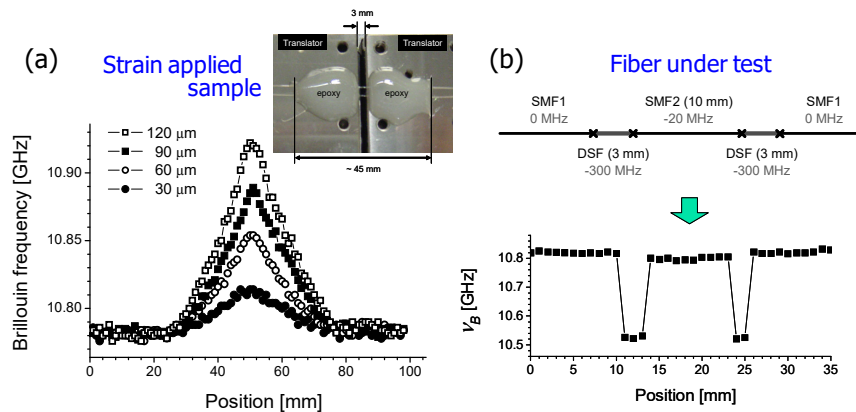 (a)
Strain applied
sample
3 mm
Translator
Translator
epoxy
epoxy
~ 45 mm
120 μm
90 μm
60 μm
30 μm
Brillouin frequency [GHz]
10.90
10.85
10.80
0 20 40 60 80 100
Position [mm]
(b)
Fiber under test
SMF1 SMF2 (10 mm) SMF1
0 MHz -20 MHz 0 MHz
DSF (3 mm) DSF (3 mm)
-300 MHz -300 MHz
νB [GHz]
10.8
10.7
10.6
10.5
0 5 10 15 20 25 30 35
Position [mm]